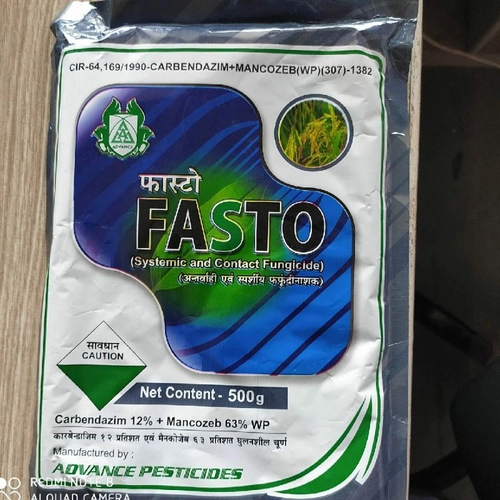 CIR-64,169/1990-CARBENDAZIM+MANCOZEB(WP)(307)-1382
ADVANCE
फास्टो
FASTO
(Systemic and Contact Fungicide)
(अन्तर्वाही एवं स्पर्शीय फफूंदीनाशक)
सावधान
CAUTION
Net Content - 500g
Carbendazim 12% + Mancozeb 63% WP
कारबेन्डाजिम १२ प्रतिशत एवं मैनकोजेब ६३ प्रतिशत घुलनशील चूर्ण
Manufactured by :
ADVANCE PESTICIDES
REDMI NOTE 8
AI QUAD CAMERA